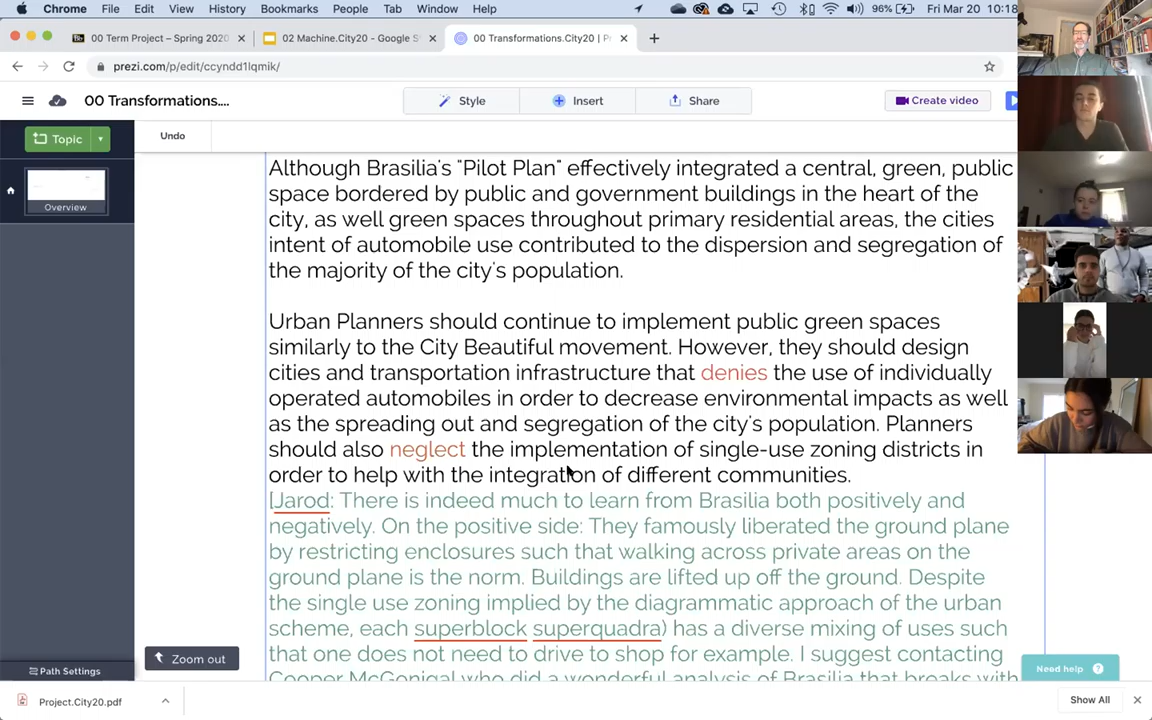 Chrome File Edit View History Bookmarks People Tab Window Help 96% Fri Mar 20 10:18
00 Term Project – Spring 2020 02 Machine.City20 - Google S 00 Transformations.City20 | P
prezi.com/p/edit/ccyndd1lqmik/
00 Transformations.... Style Insert Share Create video
Topic Undo
Overview
Although Brasilia's "Pilot Plan" effectively integrated a central, green, public
space bordered by public and government buildings in the heart of the
city, as well green spaces throughout primary residential areas, the cities
intent of automobile use contributed to the dispersion and segregation of
the majority of the city's population.
Urban Planners should continue to implement public green spaces
similarly to the City Beautiful movement. However, they should design
cities and transportation infrastructure that denies the use of individually
operated automobiles in order to decrease environmental impacts as well
as the spreading out and segregation of the city's population. Planners
should also neglect the implementation of single-use zoning districts in
order to help with the integration of different communities.
[Jarod: There is indeed much to learn from Brasilia both positively and
negatively. On the positive side: They famously liberated the ground plane
by restricting enclosures such that walking across private areas on the
ground plane is the norm. Buildings are lifted up off the ground. Despite
the single use zoning implied by the diagrammatic approach of the urban
scheme, each superblock superquadra) has a diverse mixing of uses such
that one does not need to drive to shop for example. I suggest contacting
Cooper McGonigal who did a wonderful analysis of Brasilia that breaks with
Zoom out
Path Settings
Need help ?
Project.City20.pdf Show All